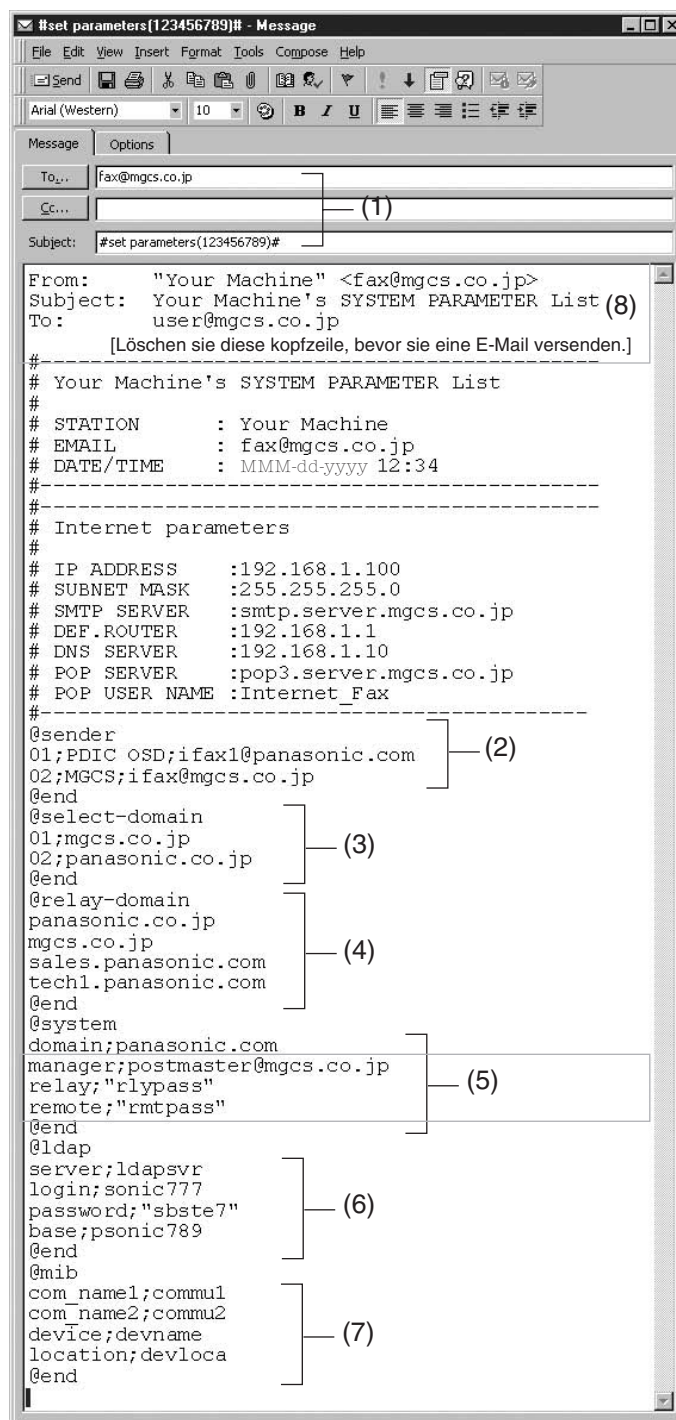 #set parameters(123456789)# - Message
File Edit View Insert Format Tools Compose Help
Send
Arial (Western) 10 B I U
Message Options
To... fax@mgcs.co.jp
Cc...
(1)
Subject: #set parameters(123456789)#
From: "Your Machine" <fax@mgcs.co.jp>
Subject: Your Machine's SYSTEM PARAMETER List (8)
To: user@mgcs.co.jp
[Löschen sie diese kopfzeile, bevor sie eine E-Mail versenden.]
#-----------------------------------------------
# Your Machine's SYSTEM PARAMETER List
#
# STATION : Your Machine
# EMAIL : fax@mgcs.co.jp
# DATE/TIME : MMM-dd-yyyy 12:34
#-----------------------------------------------
#-----------------------------------------------
# Internet parameters
#
# IP ADDRESS :192.168.1.100
# SUBNET MASK :255.255.255.0
# SMTP SERVER :smtp.server.mgcs.co.jp
# DEF.ROUTER :192.168.1.1
# DNS SERVER :192.168.1.10
# POP SERVER :pop3.server.mgcs.co.jp
# POP USER NAME :Internet_Fax
#----------------------------------------------
@sender
01;PDIC OSD;ifax1@panasonic.com (2)
02;MGCS;ifax@mgcs.co.jp
@end
@select-domain
01;mgcs.co.jp (3)
02;panasonic.co.jp
@end
@relay-domain
panasonic.co.jp
mgcs.co.jp (4)
sales.panasonic.com
tech1.panasonic.com
@end
@system
domain;panasonic.com
manager;postmaster@mgcs.co.jp
relay;"rlypass" (5)
remote;"rmtpass"
@end
@ldap
server;ldapsvr
login;sonic777
password;"sbste7" (6)
base;psonic789
@end
@mib
com_name1;commu1
com_name2;commu2
device;devname (7)
location;devloca
@end